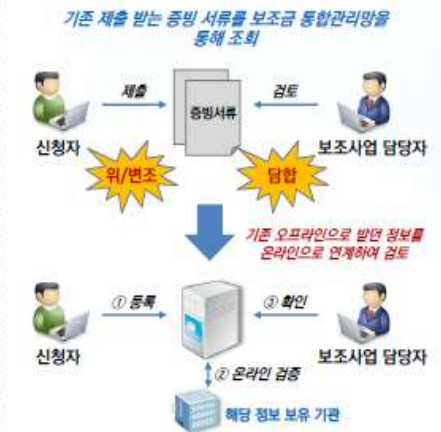 기존 제출 받는 증빙 서류를 보조금 통합관리망을
통해 조회
제출
검토
증빙서류
신청자
보조사업 담당자
위/변조
담합
기존 오프라인으로 받던 정보를
온라인으로 연계하여 검토
① 등록
③ 확인
신청자
보조사업 담당자
② 온라인 검증
해당 정보 보유 기관